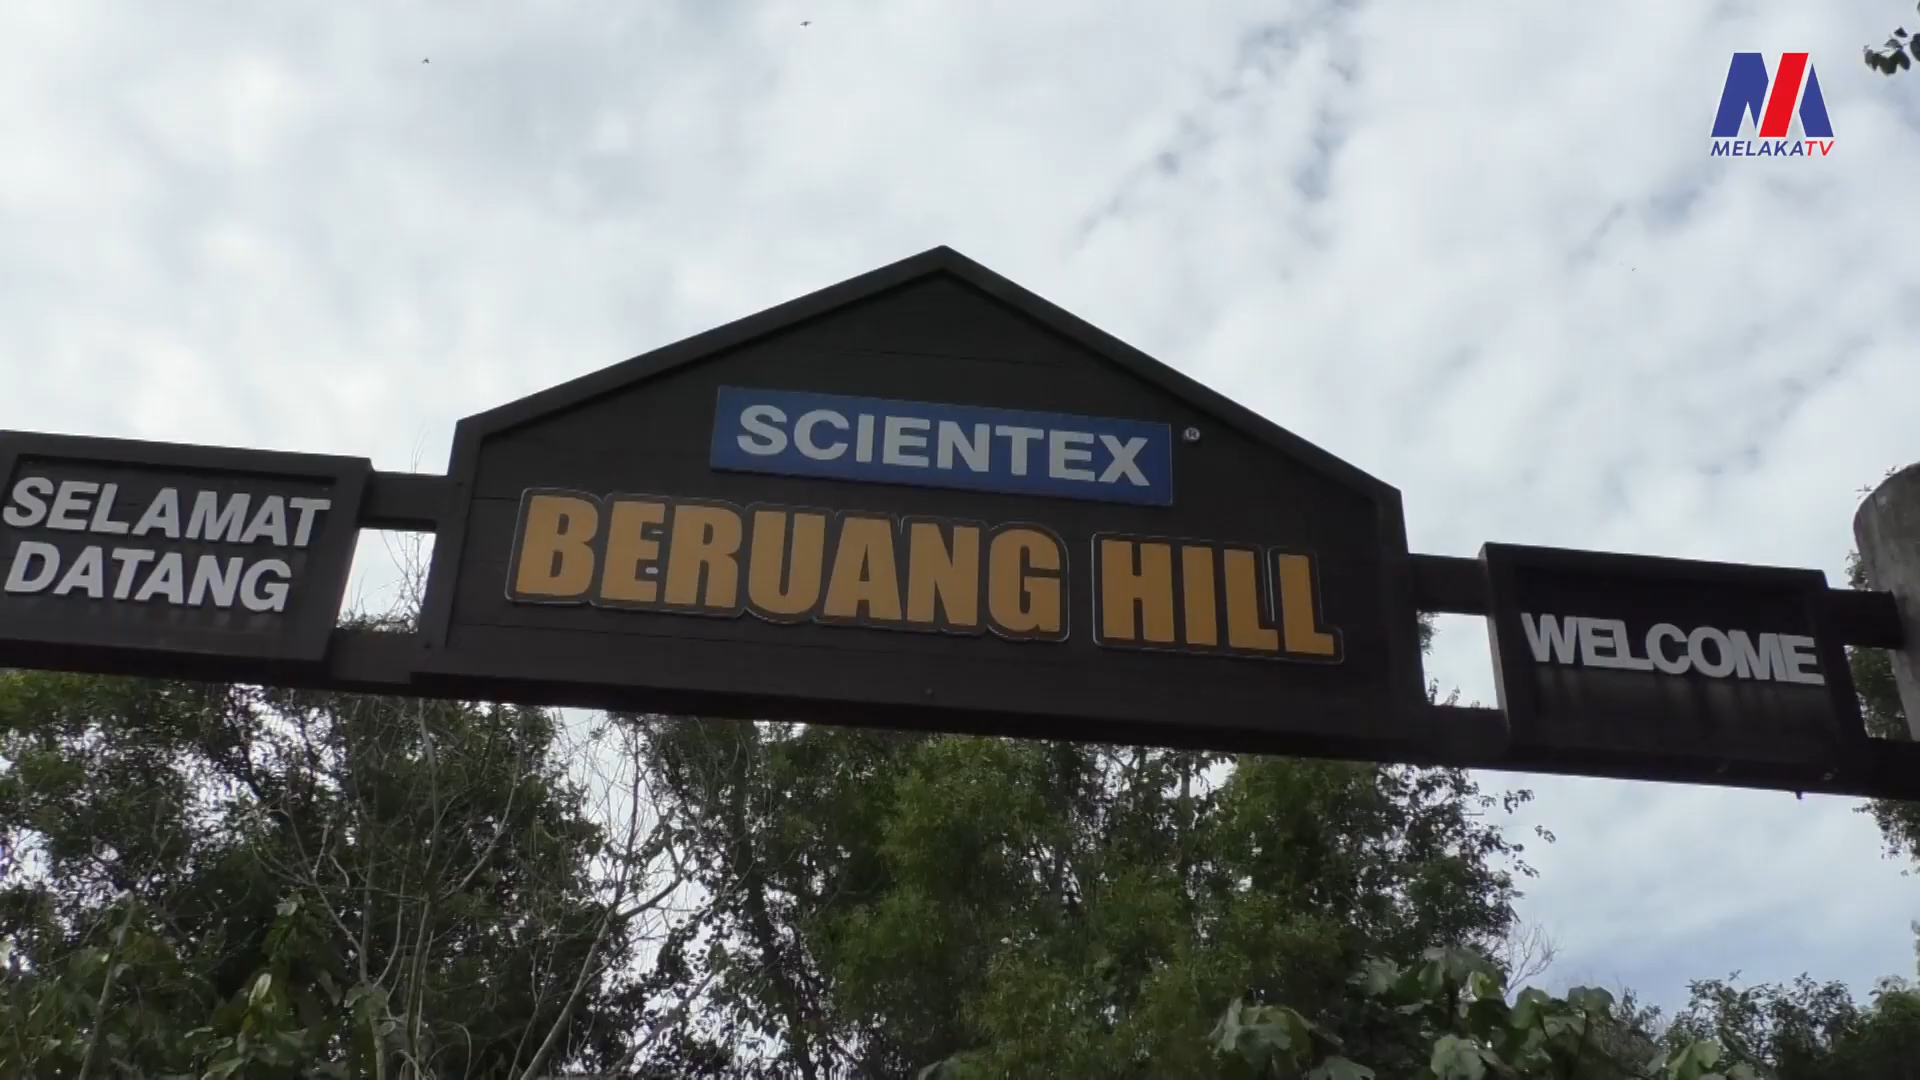 SELAMAT
DATANG
SCIENTEX®
BERUANG HILL
WELCOME
MELAKATV